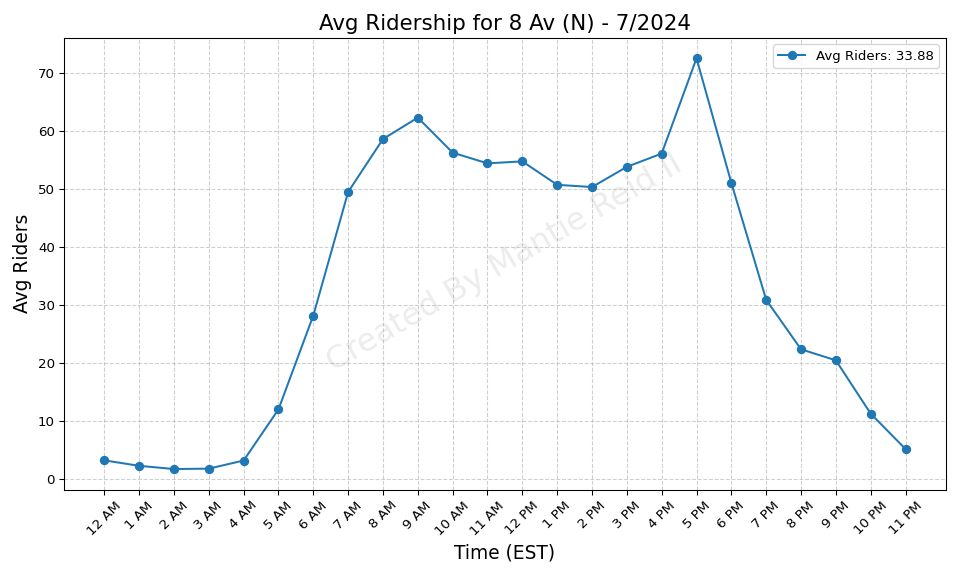 Avg Ridership for 8 Av (N) - 7/2024
Avg Riders: 33.88
Avg Riders
70
60
50
40
30
20
10
0
Created By Mantie Reid II
12 AM
1 AM
2 AM
3 AM
4 AM
5 AM
6 AM
7 AM
8 AM
9 AM
10 AM
11 AM
12 PM
1 PM
2 PM
3 PM
4 PM
5 PM
6 PM
7 PM
8 PM
9 PM
10 PM
11 PM
Time (EST)